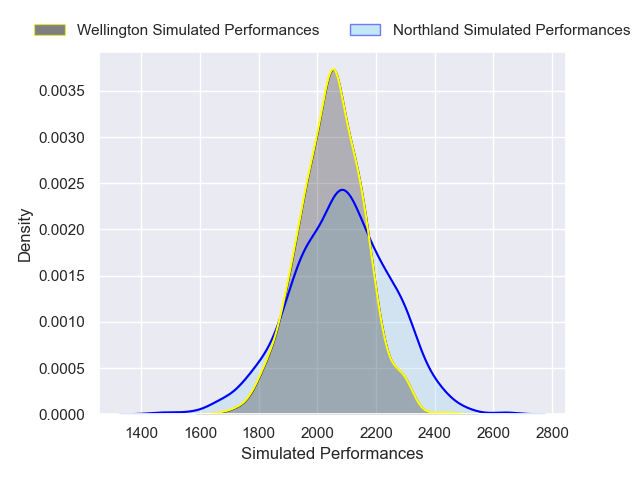 Wellington Simulated Performances
Northland Simulated Performances
0.0035
0.0030
0.0025
0.0020
0.0015
0.0010
0.0005
0.0000
Density
1400 1600 1800 2000 2200 2400 2600 2800
Simulated Performances